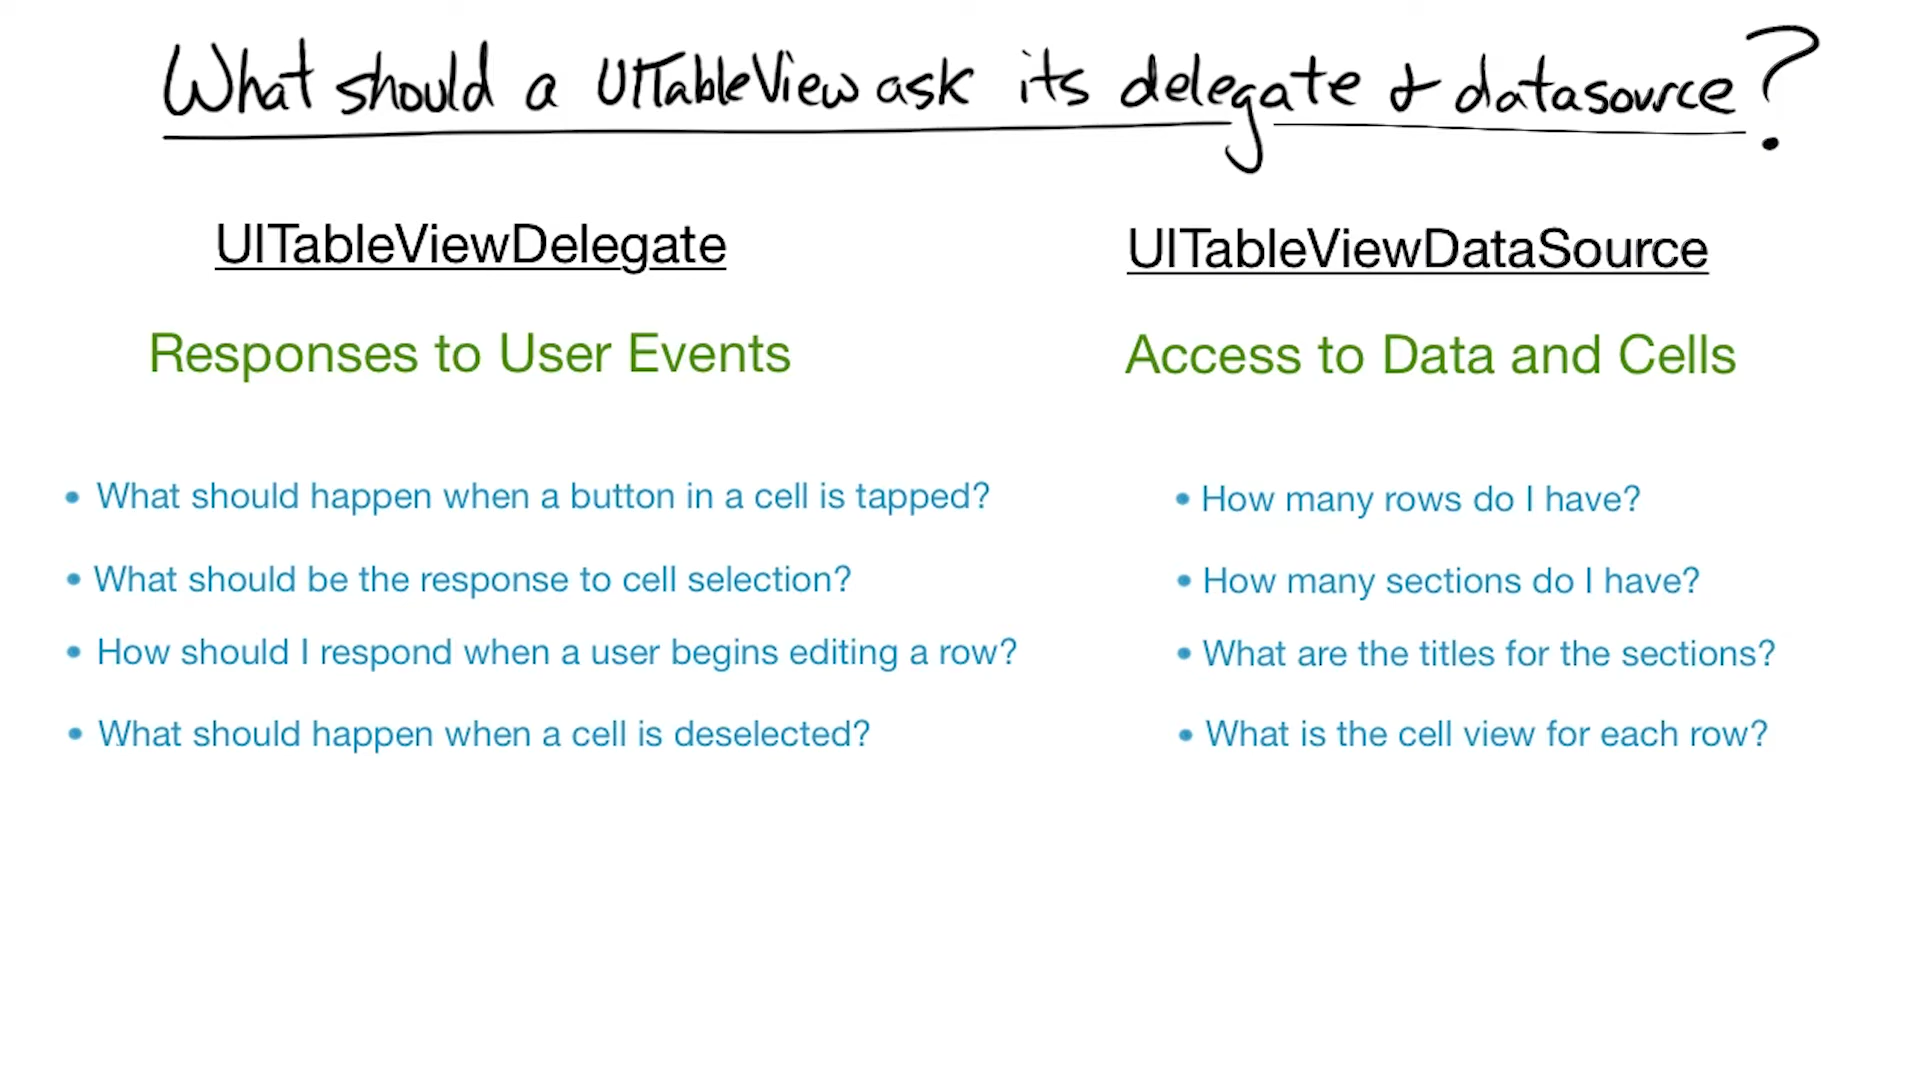 What should a UITableView ask its delegate & datasource?
UITableViewDelegate
Responses to User Events
• What should happen when a button in a cell is tapped?
• What should be the response to cell selection?
• How should I respond when a user begins editing a row?
• What should happen when a cell is deselected?
UITableViewDataSource
Access to Data and Cells
• How many rows do I have?
• How many sections do I have?
• What are the titles for the sections?
• What is the cell view for each row?